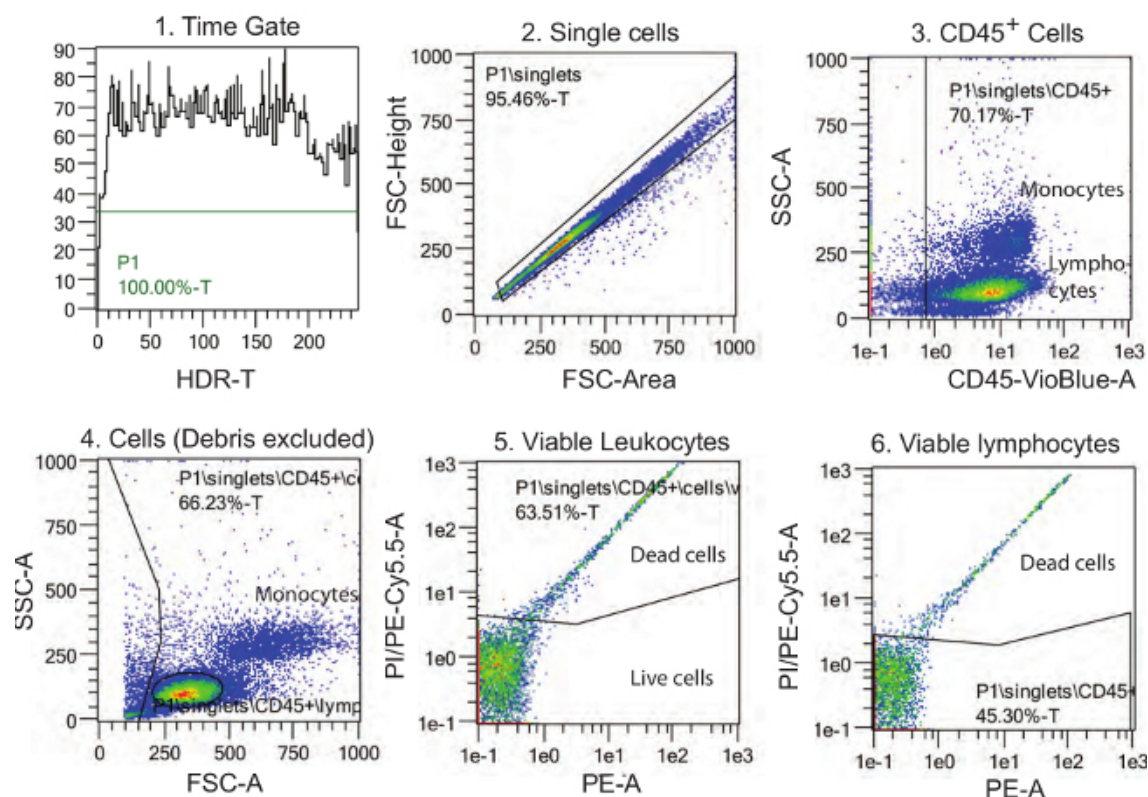 1. Time Gate
90
80
70
60
50
40
30
20
10
0
P1
100.00%-T
0
50
100
150
200
HDR-T
2. Single cells
1000
750
500
250
0
FSC-Height
P1\singlets
95.46%-T
250
500
750
1000
FSC-Area
3. CD45+ Cells
1000
750
500
250
0
SSC-A
P1\singlets\CD45+
70.17%-T
Monocytes
Lympho-
cytes
1e-1
1e0
1e1
1e2
1e3
CD45-VioBlue-A
4. Cells (Debris excluded)
1000
750
500
250
0
SSC-A
P1\singlets\CD45+\c
66.23%-T
Monocytes
P1\singlets\CD45+\lymp
0
250
500
750
1000
FSC-A
5. Viable Leukocytes
1e3
1e2
1e1
1e0
1e-1
PI/PE-Cy5.5-A
P1\singlets\CD45+\cells\v
63.51%-T
Dead cells
Live cells
1e-1
1e0
1e1
1e2
1e3
PE-A
6. Viable lymphocytes
1e3
1e2
1e1
1e0
1e-1
PI/PE-Cy5.5-A
Dead cells
P1\singlets\CD45+
45.30%-T
1e-1
1e0
1e1
1e2
1e3
PE-A